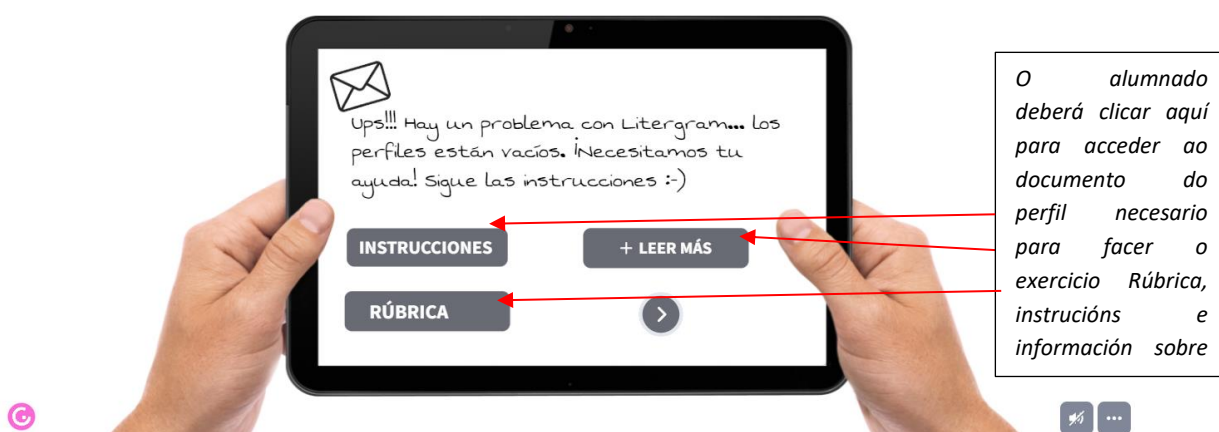 Ups!!! Hay un problema con Litergram... los
perfiles están vacíos. ¡Necesitamos tu
ayuda! Sigue las instrucciones :-)
INSTRUCCIONES
+ LEER MÁS
RÚBRICA
O alumnado
deberá clicar aquí
para acceder ao
documento do
perfil necesario
para facer o
exercicio Rúbrica,
instrucións e
información sobre